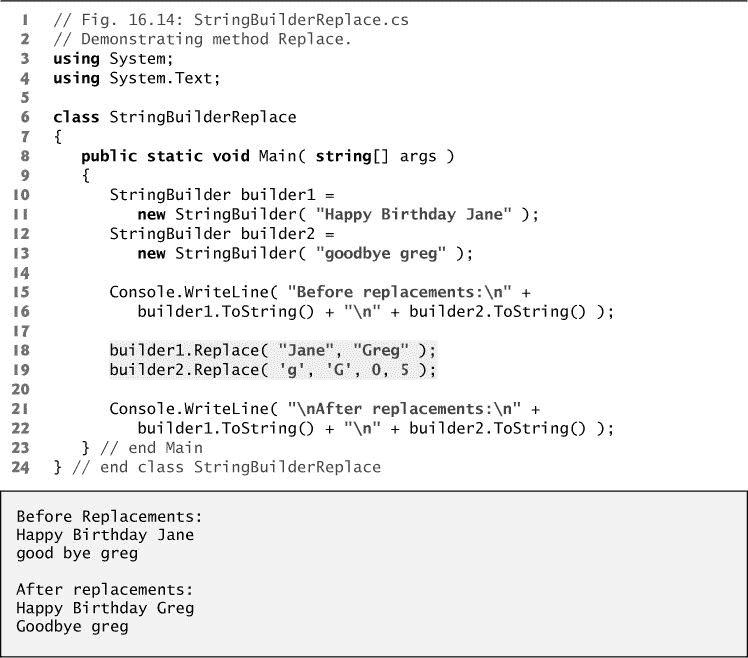 1 // Fig. 16.14: StringBuilderReplace.cs
2 // Demonstrating method Replace.
3 using System;
4 using System.Text;
5
6 class StringBuilderReplace
7 {
8 public static void Main( string[] args )
9 {
10 StringBuilder builder1 =
11 new StringBuilder( "Happy Birthday Jane" );
12 StringBuilder builder2 =
13 new StringBuilder( "goodbye greg" );
14
15 Console.WriteLine( "Before replacements:\n" +
16 builder1.ToString() + "\n" + builder2.ToString() );
17
18 builder1.Replace( "Jane", "Greg" );
19 builder2.Replace( 'g', 'G', 0, 5 );
20
21 Console.WriteLine( "\nAfter replacements:\n" +
22 builder1.ToString() + "\n" + builder2.ToString() );
23 } // end Main
24 } // end class StringBuilderReplace
Before Replacements:
Happy Birthday Jane
good bye greg
After replacements:
Happy Birthday Greg
Goodbye greg